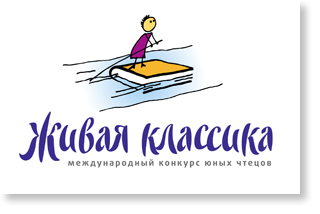 Живая классика
международный конкурс юных чтецов